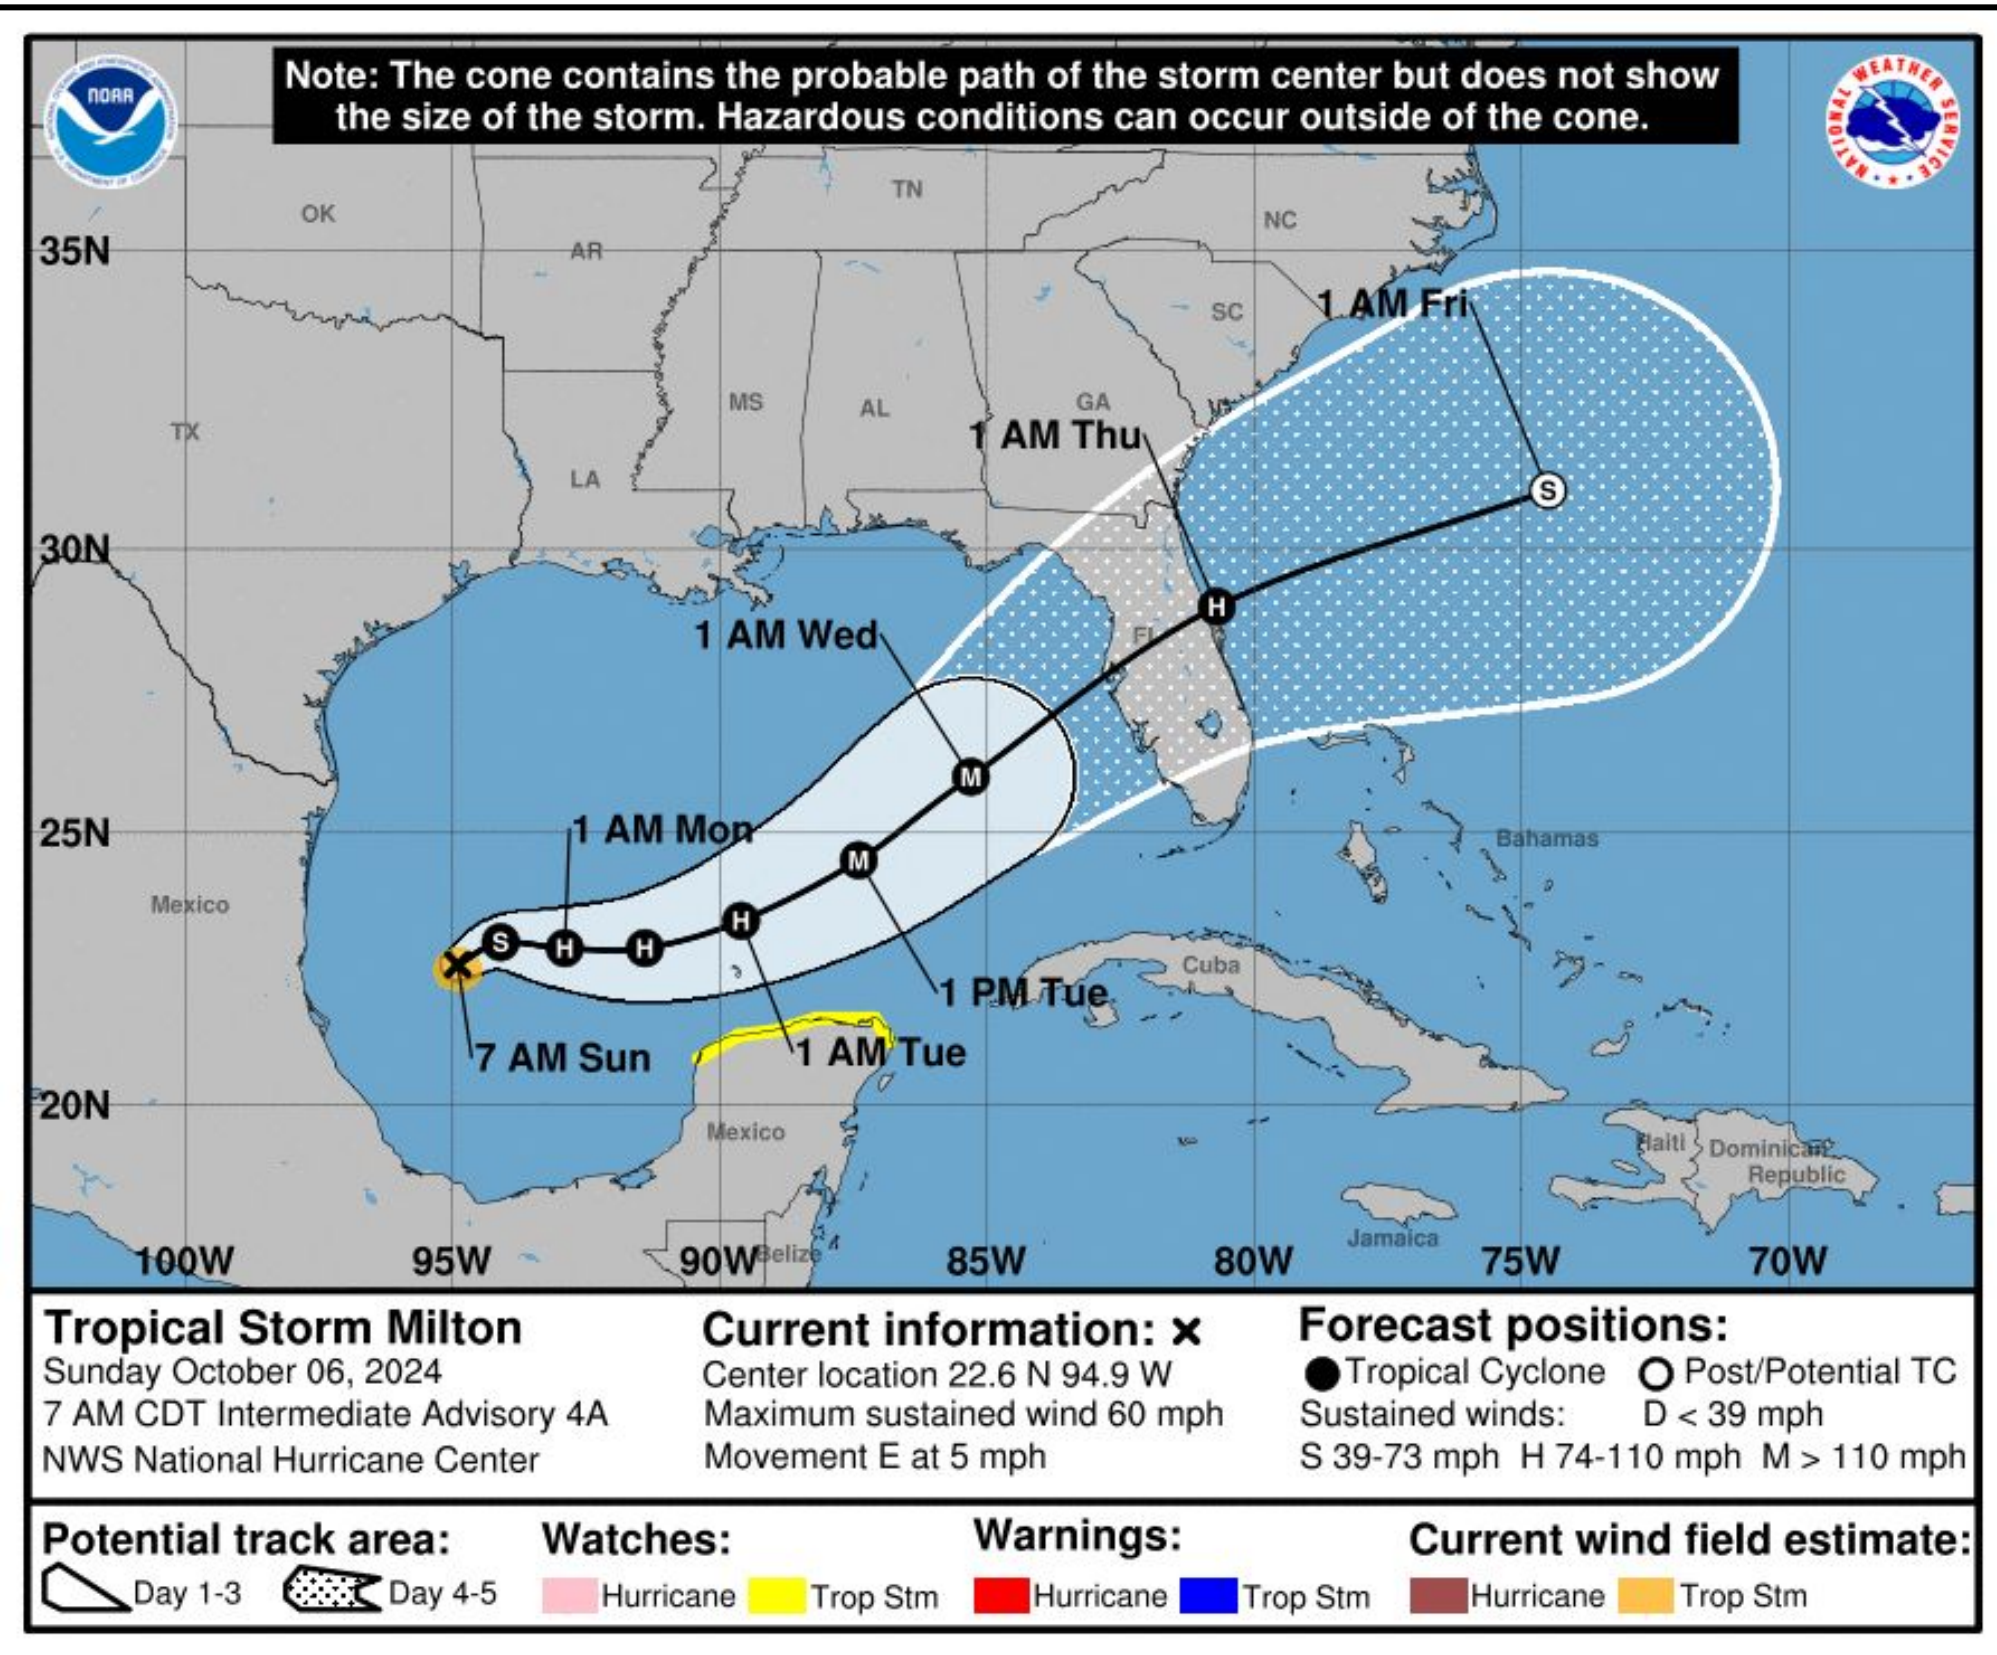 Note: The cone contains the probable path of the storm center but does not show
the size of the storm. Hazardous conditions can occur outside of the cone.
NOAA
NATIONAL WEATHER SERVICE
OK
TN
NC
AR
35N
SC
1 AM Fri
TX
MS
AL
GA
1 AM Thu
LA
S
30N
H
1 AM Wed
FL
M
25N
1 AM Mon
Bahamas
M
Mexico
H
S
H
H
Cuba
1 PM Tue
7 AM Sun
1 AM Tue
20N
Mexico
Haiti
Dominican
Republic
Jamaica
Belize
100W
95W
90W
85W
80W
75W
70W
Tropical Storm Milton
Sunday October 06, 2024
7 AM CDT Intermediate Advisory 4A
NWS National Hurricane Center
Current information: x
Center location 22.6 N 94.9 W
Maximum sustained wind 60 mph
Movement E at 5 mph
Forecast positions:
Tropical Cyclone Post/Potential TC
Sustained winds: D < 39 mph
S 39-73 mph H 74-110 mph M > 110 mph
Potential track area:
Day 1-3 Day 4-5
Watches:
Hurricane Trop Stm
Warnings:
Hurricane Trop Stm
Current wind field estimate:
Hurricane Trop Stm